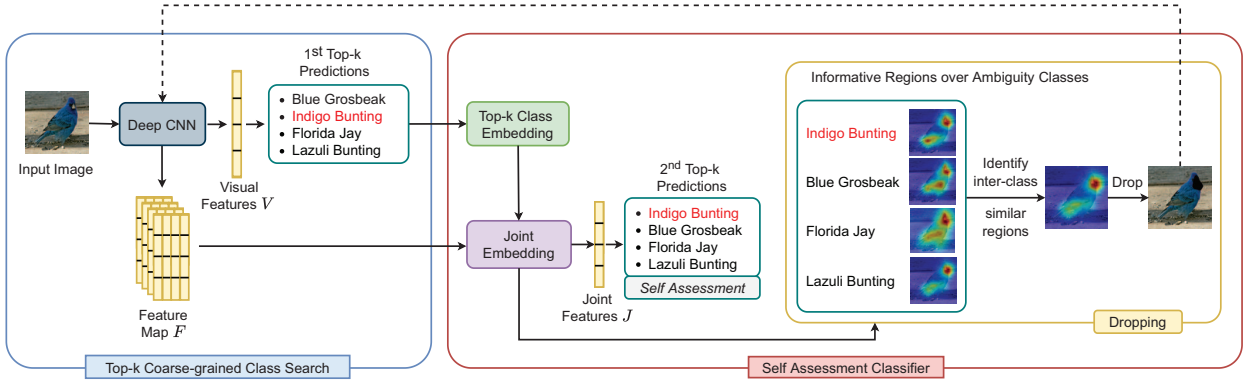 Input Image
Deep CNN
Visual
Features V
1st Top-k
Predictions
• Blue Grosbeak
• Indigo Bunting
• Florida Jay
• Lazuli Bunting
Feature
Map F
Top-k Coarse-grained Class Search
Top-k Class
Embedding
Joint
Embedding
Joint
Features J
2nd Top-k
Predictions
• Indigo Bunting
• Blue Grosbeak
• Florida Jay
• Lazuli Bunting
Self Assessment
Informative Regions over Ambiguity Classes
Indigo Bunting
Blue Grosbeak
Florida Jay
Lazuli Bunting
Identify
inter-class
similar
regions
Drop
Dropping
Self Assessment Classifier